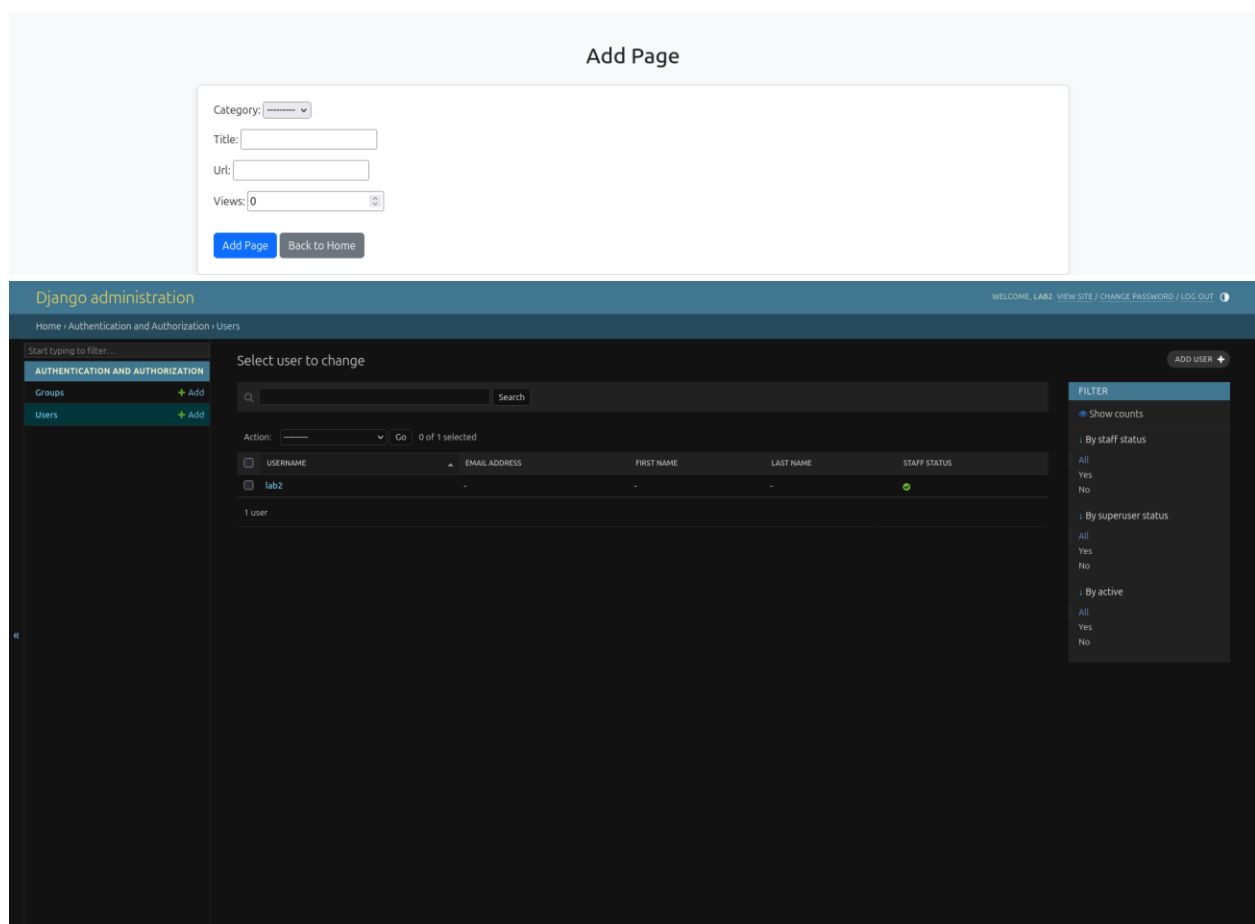 Add Page
Category: ---------
Title:
Url:
Views: 0
Add Page Back to Home
Django administration
WELCOME, LAB2. VIEW SITE / CHANGE PASSWORD / LOG OUT
Home › Authentication and Authorization › Users
Start typing to filter...
AUTHENTICATION AND AUTHORIZATION
Groups + Add
Users + Add
«
Select user to change
ADD USER +
Search
Action: --------- Go 0 of 1 selected
USERNAME EMAIL ADDRESS FIRST NAME LAST NAME STAFF STATUS
lab2 - - -
1 user
FILTER
Show counts
↓ By staff status
All
Yes
No
↓ By superuser status
All
Yes
No
↓ By active
All
Yes
No